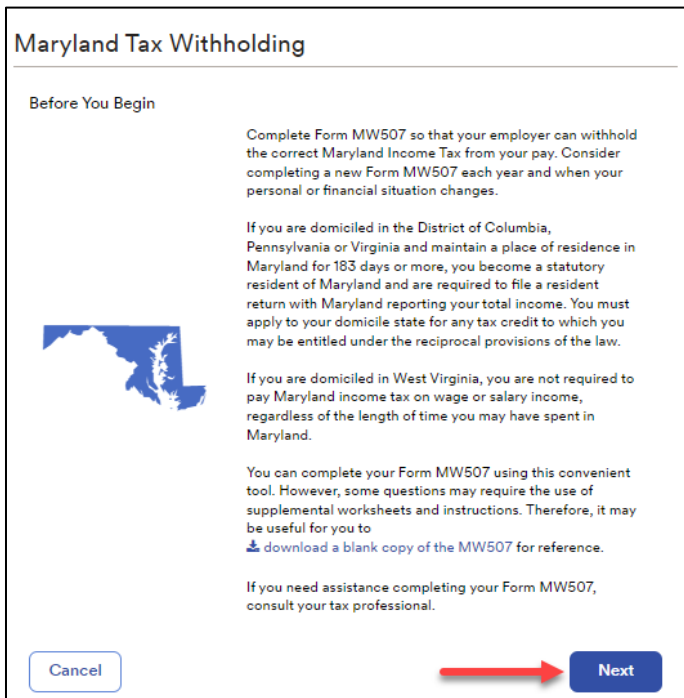 Maryland Tax Withholding
Before You Begin
Complete Form MW507 so that your employer can withhold
the correct Maryland Income Tax from your pay. Consider
completing a new Form MW507 each year and when your
personal or financial situation changes.
If you are domiciled in the District of Columbia,
Pennsylvania or Virginia and maintain a place of residence in
Maryland for 183 days or more, you become a statutory
resident of Maryland and are required to file a resident
return with Maryland reporting your total income. You must
apply to your domicile state for any tax credit to which you
may be entitled under the reciprocal provisions of the law.
If you are domiciled in West Virginia, you are not required to
pay Maryland income tax on wage or salary income,
regardless of the length of time you may have spent in
Maryland.
You can complete your Form MW507 using this convenient
tool. However, some questions may require the use of
supplemental worksheets and instructions. Therefore, it may
be useful for you to
download a blank copy of the MW507 for reference.
If you need assistance completing your Form MW507,
consult your tax professional.
Cancel
Next